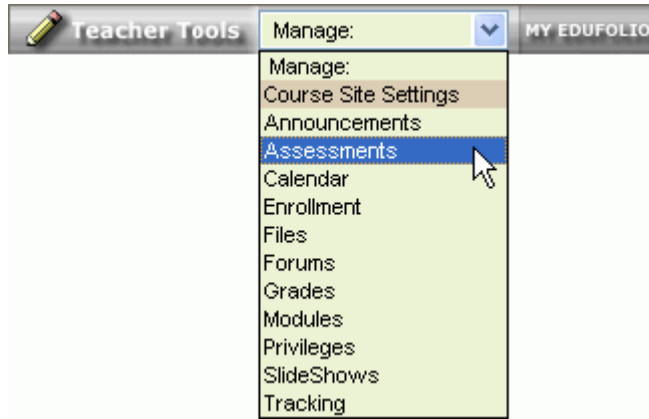 Teacher Tools Manage: MY EDUFOLIO
Manage:
Course Site Settings
Announcements
Assessments
Calendar
Enrollment
Files
Forums
Grades
Modules
Privileges
SlideShows
Tracking